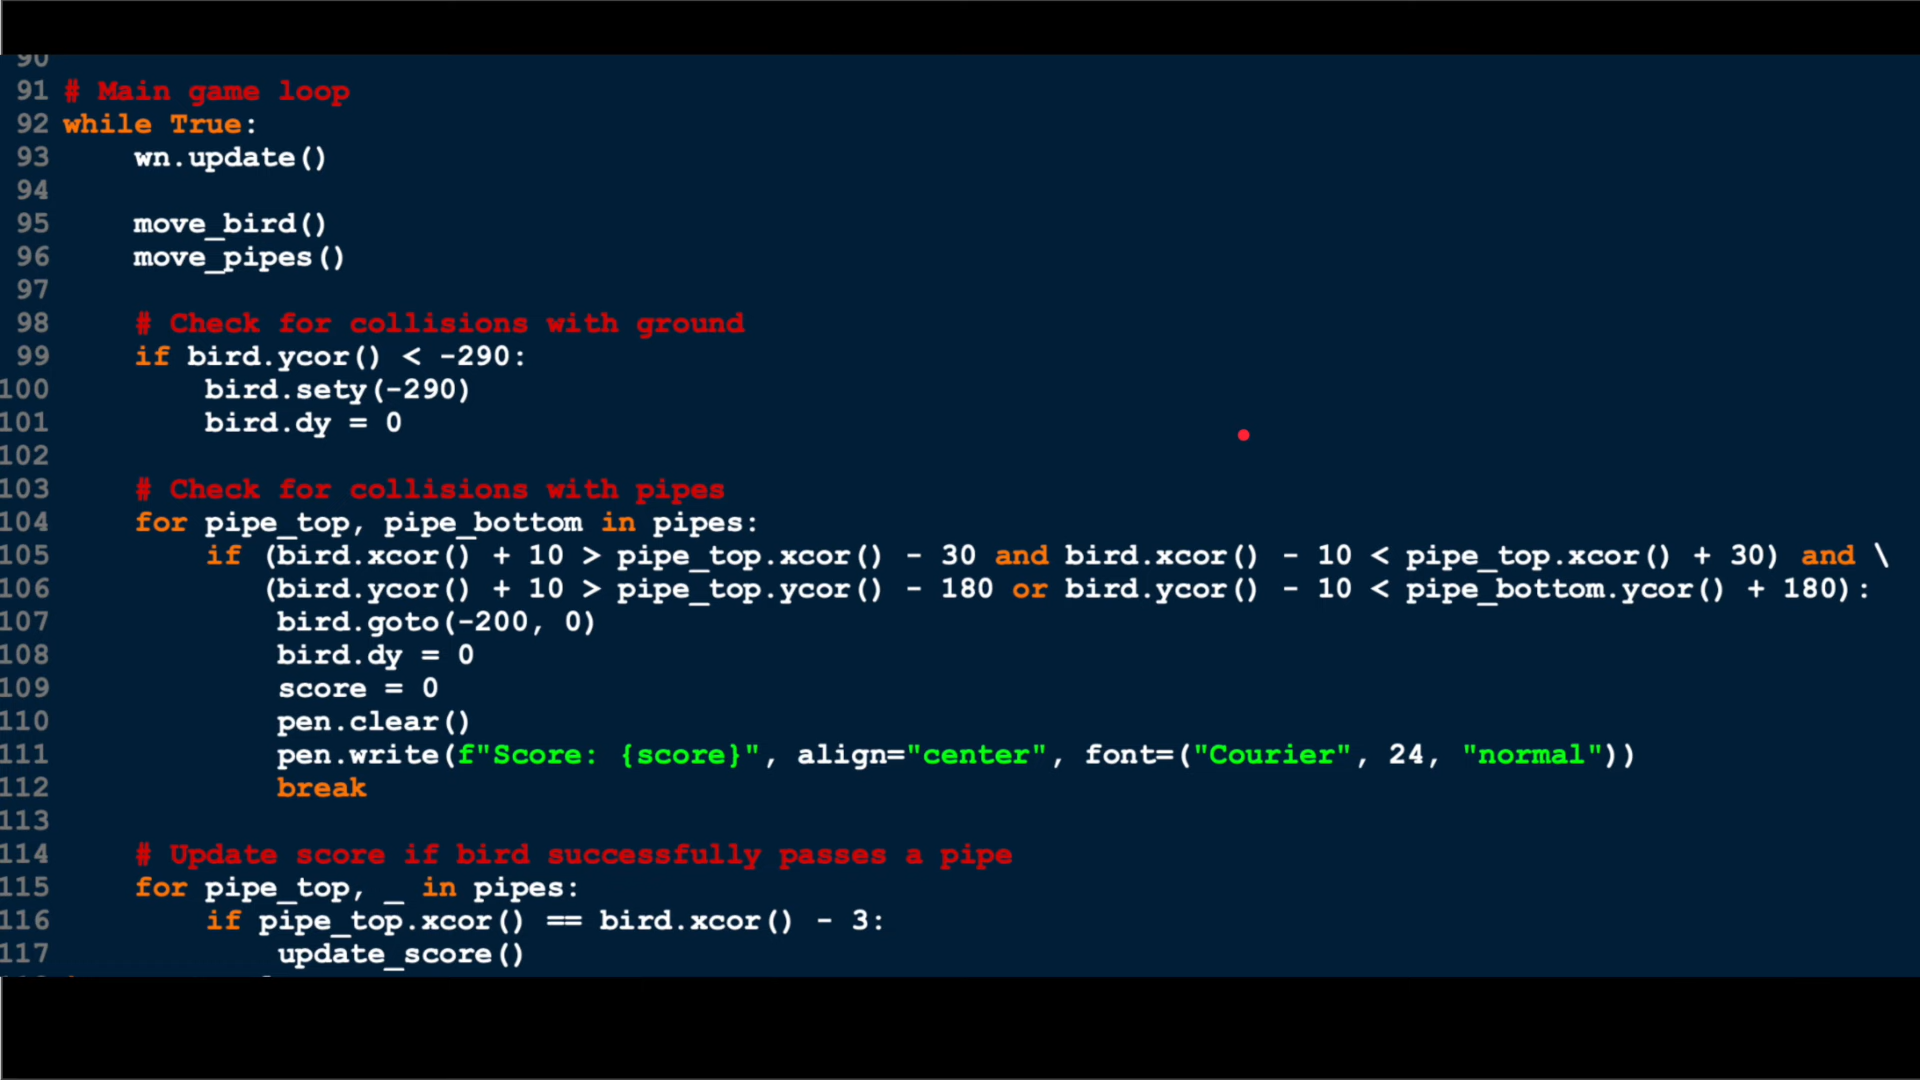 90
91 # Main game loop
92 while True:
93     wn.update()
94
95     move_bird()
96     move_pipes()
97
98     # Check for collisions with ground
99     if bird.ycor() < -290:
100         bird.sety(-290)
101         bird.dy = 0
102
103     # Check for collisions with pipes
104     for pipe_top, pipe_bottom in pipes:
105         if (bird.xcor() + 10 > pipe_top.xcor() - 30 and bird.xcor() - 10 < pipe_top.xcor() + 30) and \
106            (bird.ycor() + 10 > pipe_top.ycor() - 180 or bird.ycor() - 10 < pipe_bottom.ycor() + 180):
107             bird.goto(-200, 0)
108             bird.dy = 0
109             score = 0
110             pen.clear()
111             pen.write(f"Score: {score}", align="center", font=("Courier", 24, "normal"))
112             break
113
114     # Update score if bird successfully passes a pipe
115     for pipe_top, _ in pipes:
116         if pipe_top.xcor() == bird.xcor() - 3:
117             update_score()